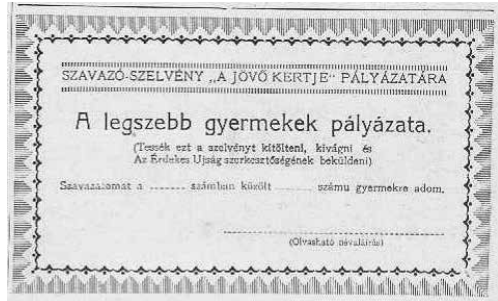 SZAVAZÓ-SZELVÉNY „A JÖVŐ KERTJE“ PÁLYÁZATÁRA
A legszebb gyermekek pályázata.
(Tessék ezt a szelvényt kitölteni, kivágni és
Az Érdekes Ujság szerkesztőségének beküldeni)
Szavazatomat a ........ számban közölt ........ számu gyermekre adom.
(Olvasható névaláírás)